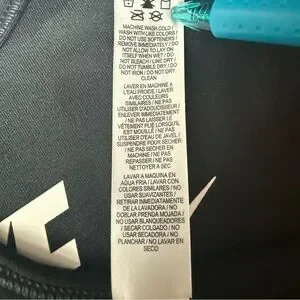 MACHINE WASH COLD /
WASH WITH LIKE COLORS /
DO NOT USE SOFTENERS /
REMOVE IMMEDIATELY / DO
NOT ALLOW TO LAY ON
ITSELF WHEN WET / DO
NOT BLEACH / LINE DRY /
DO NOT TUMBLE DRY / DO
NOT IRON / DO NOT DRY
CLEAN
LAVER EN MACHINE À
L'EAU FROIDE / LAVER
AVEC COULEURS
SIMILAIRES / NE PAS
UTILISER D'ADOUCISSEUR /
ENLEVER IMMÉDIATEMENT
/ NE PAS LAISSER LE
VÊTEMENT PLIÉ LORSQU'IL
EST MOUILLÉ / NE PAS
UTILISER D'EAU DE JAVEL /
SUSPENDRE POUR SÉCHER /
NE PAS SÉCHER EN
MACHINE / NE PAS
REPASSER / NE PAS
NETTOYER À SEC
LAVAR A MAQUINA EN
AGUA FRIA / LAVAR CON
COLORES SIMILARES / NO
USAR SUAVIZANTES /
RETIRAR INMEDIATAMENTE
DE LA LAVADORA / NO
DOBLAR PRENDA MOJADA /
NO USAR BLANQUEADORES
/ SECAR COLGADO / NO
USAR SECADORA / NO
PLANCHAR / NO LAVAR EN
SECO